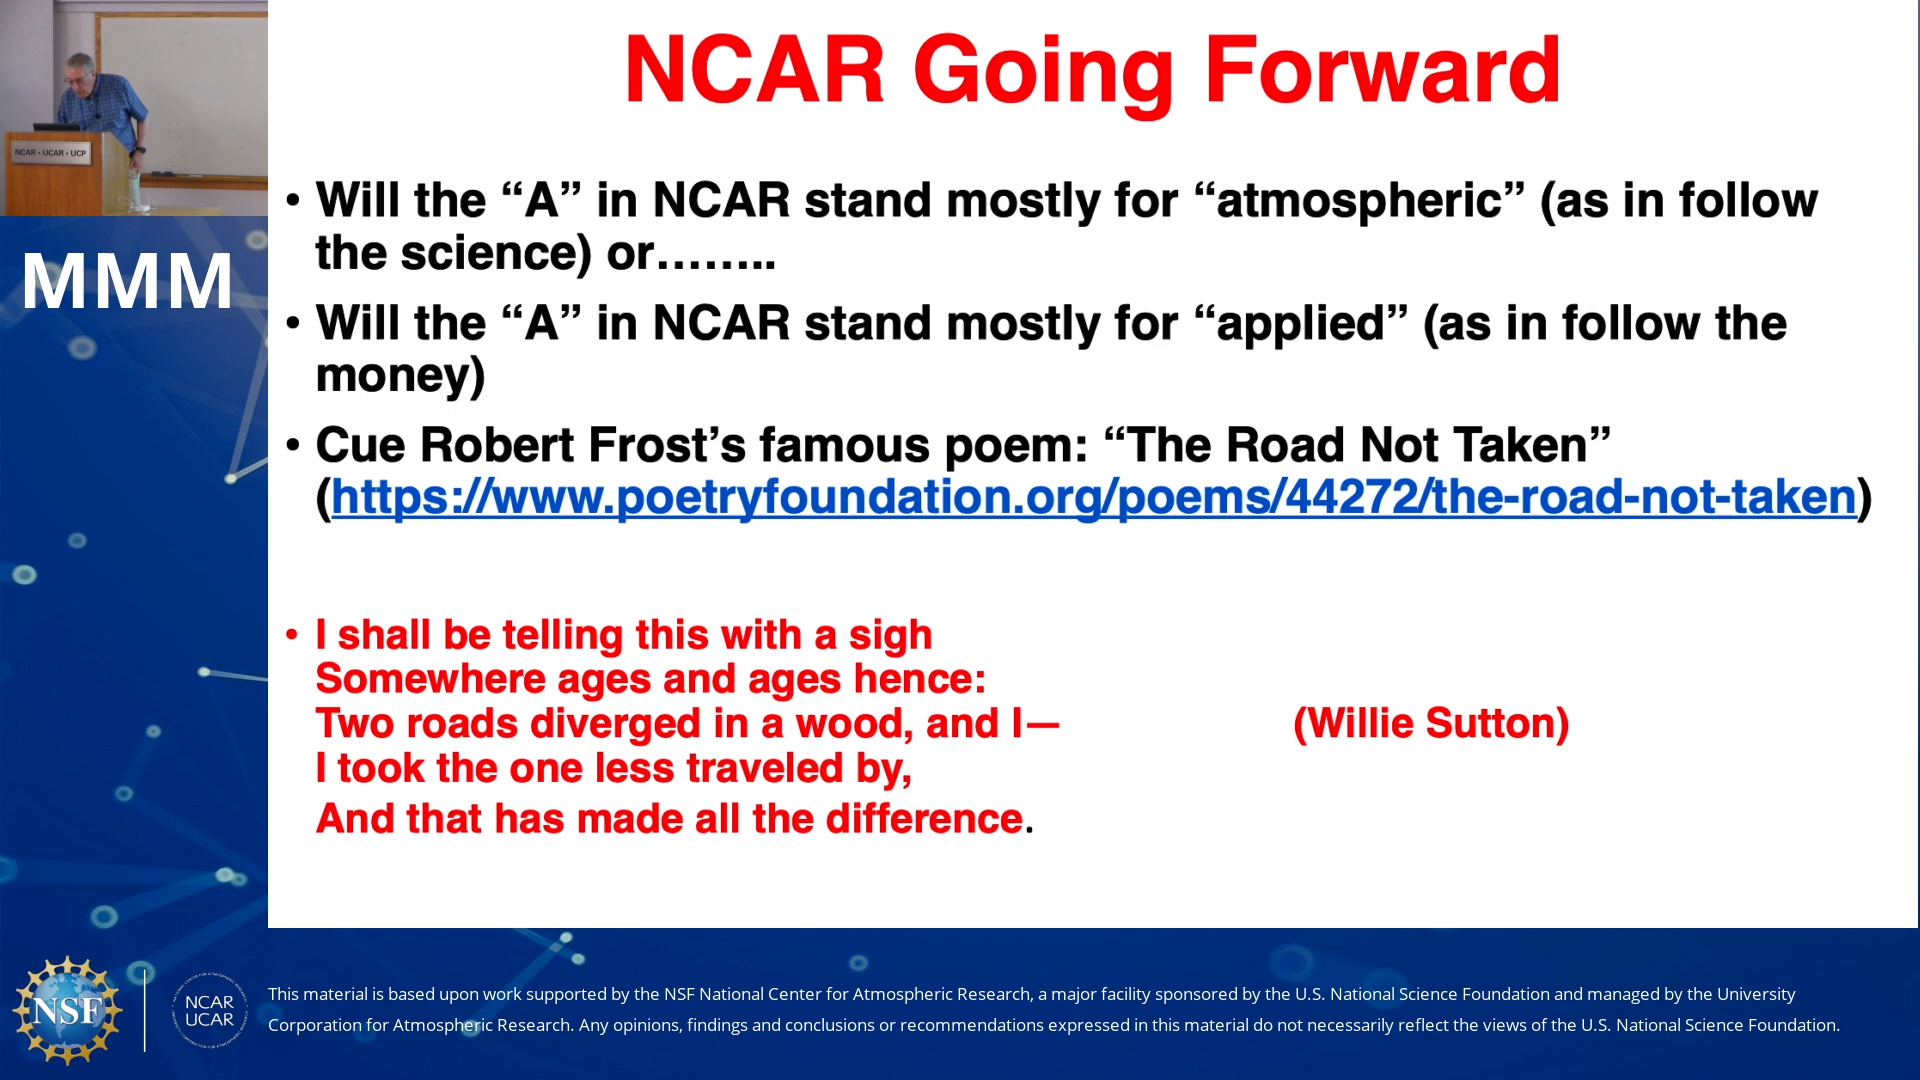 NCAR Going Forward
• Will the “A” in NCAR stand mostly for “atmospheric” (as in follow
the science) or……..
• Will the “A” in NCAR stand mostly for “applied” (as in follow the
money)
• Cue Robert Frost’s famous poem: “The Road Not Taken”
(https://www.poetryfoundation.org/poems/44272/the-road-not-taken)
• I shall be telling this with a sigh
Somewhere ages and ages hence:
Two roads diverged in a wood, and I— (Willie Sutton)
I took the one less traveled by,
And that has made all the difference.
NCAR • UCAR • UCP
MMM
NSF
NCAR
UCAR
This material is based upon work supported by the NSF National Center for Atmospheric Research, a major facility sponsored by the U.S. National Science Foundation and managed by the University
Corporation for Atmospheric Research. Any opinions, findings and conclusions or recommendations expressed in this material do not necessarily reflect the views of the U.S. National Science Foundation.